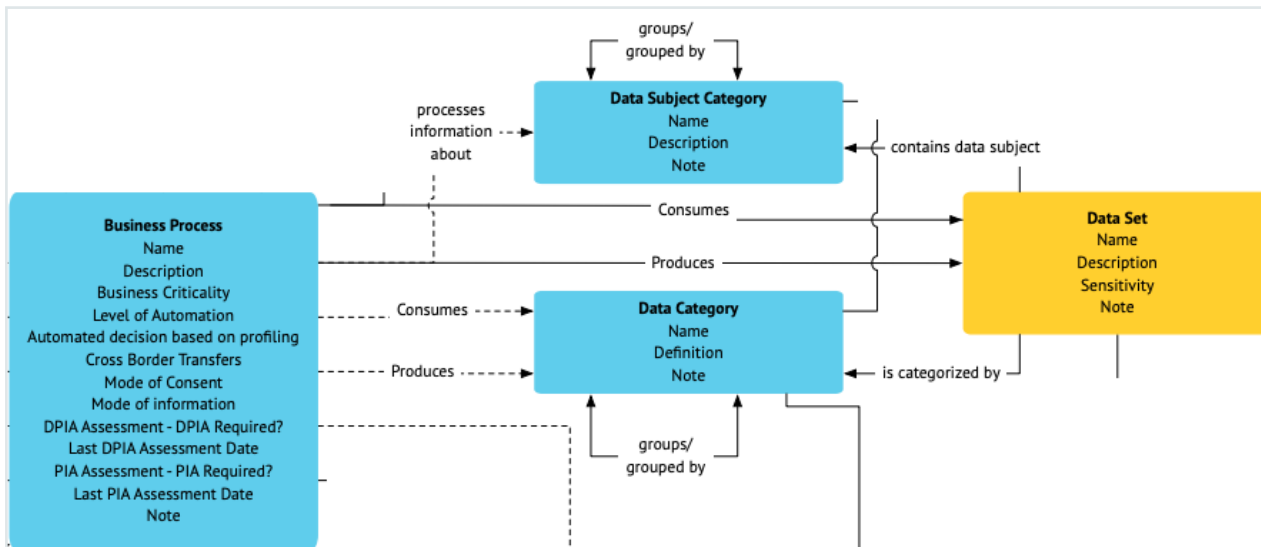 groups/
grouped by
Data Subject Category
Name
Description
Note
processes
information
about
contains data subject
Consumes
Business Process
Name
Description
Business Criticality
Level of Automation
Automated decision based on profiling
Cross Border Transfers
Mode of Consent
Mode of information
DPIA Assessment - DPIA Required?
Last DPIA Assessment Date
PIA Assessment - PIA Required?
Last PIA Assessment Date
Note
Data Set
Name
Description
Sensitivity
Note
Produces
Consumes
Data Category
Name
Definition
Note
Produces
is categorized by
groups/
grouped by